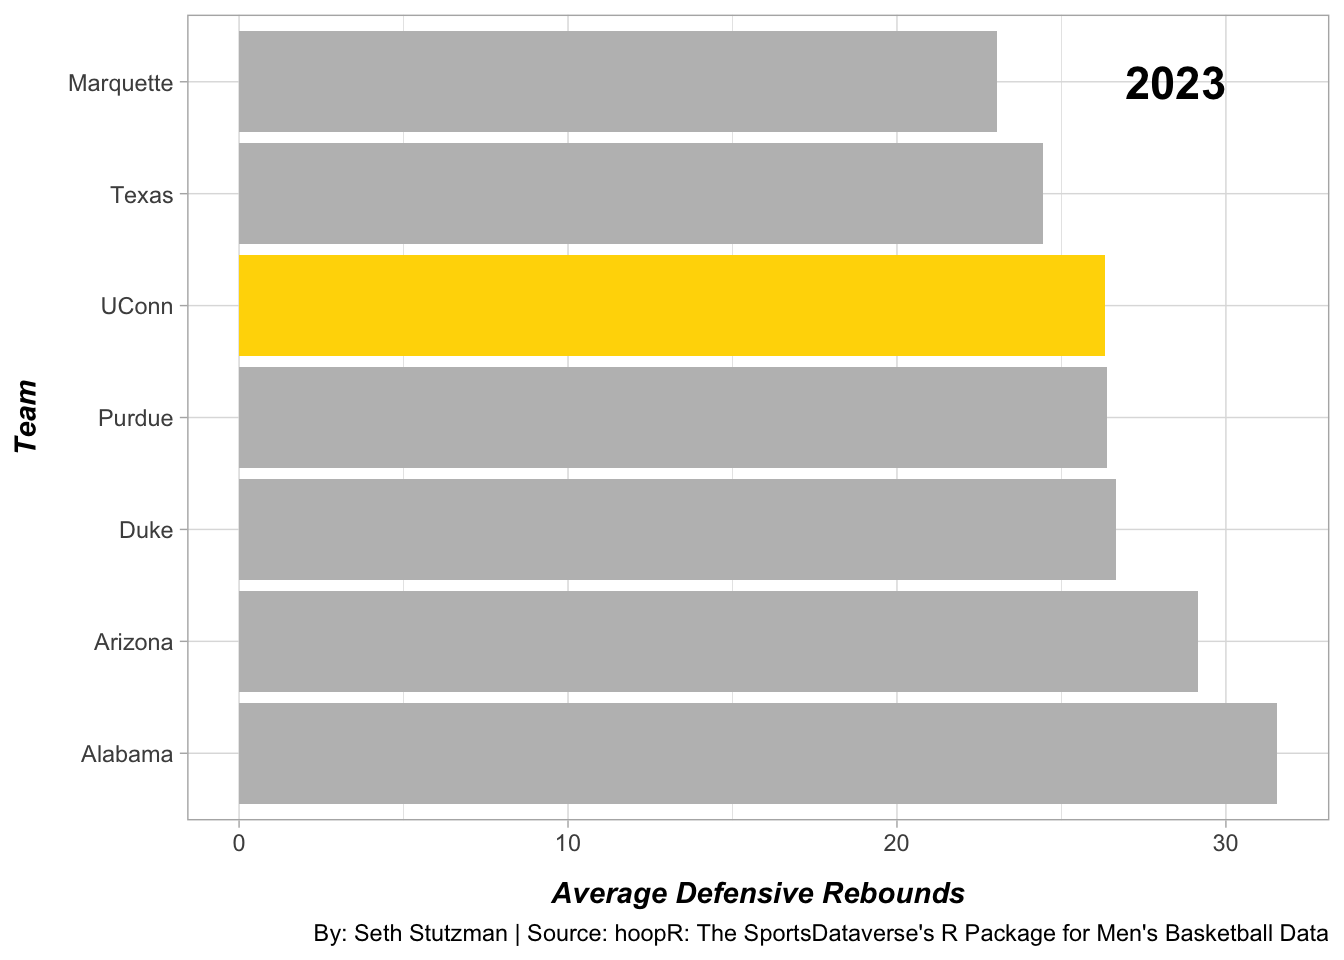 2023
Marquette
Texas
UConn
Purdue
Duke
Arizona
Alabama
Team
0 10 20 30
Average Defensive Rebounds
By: Seth Stutzman | Source: hoopR: The SportsDataverse's R Package for Men's Basketball Data